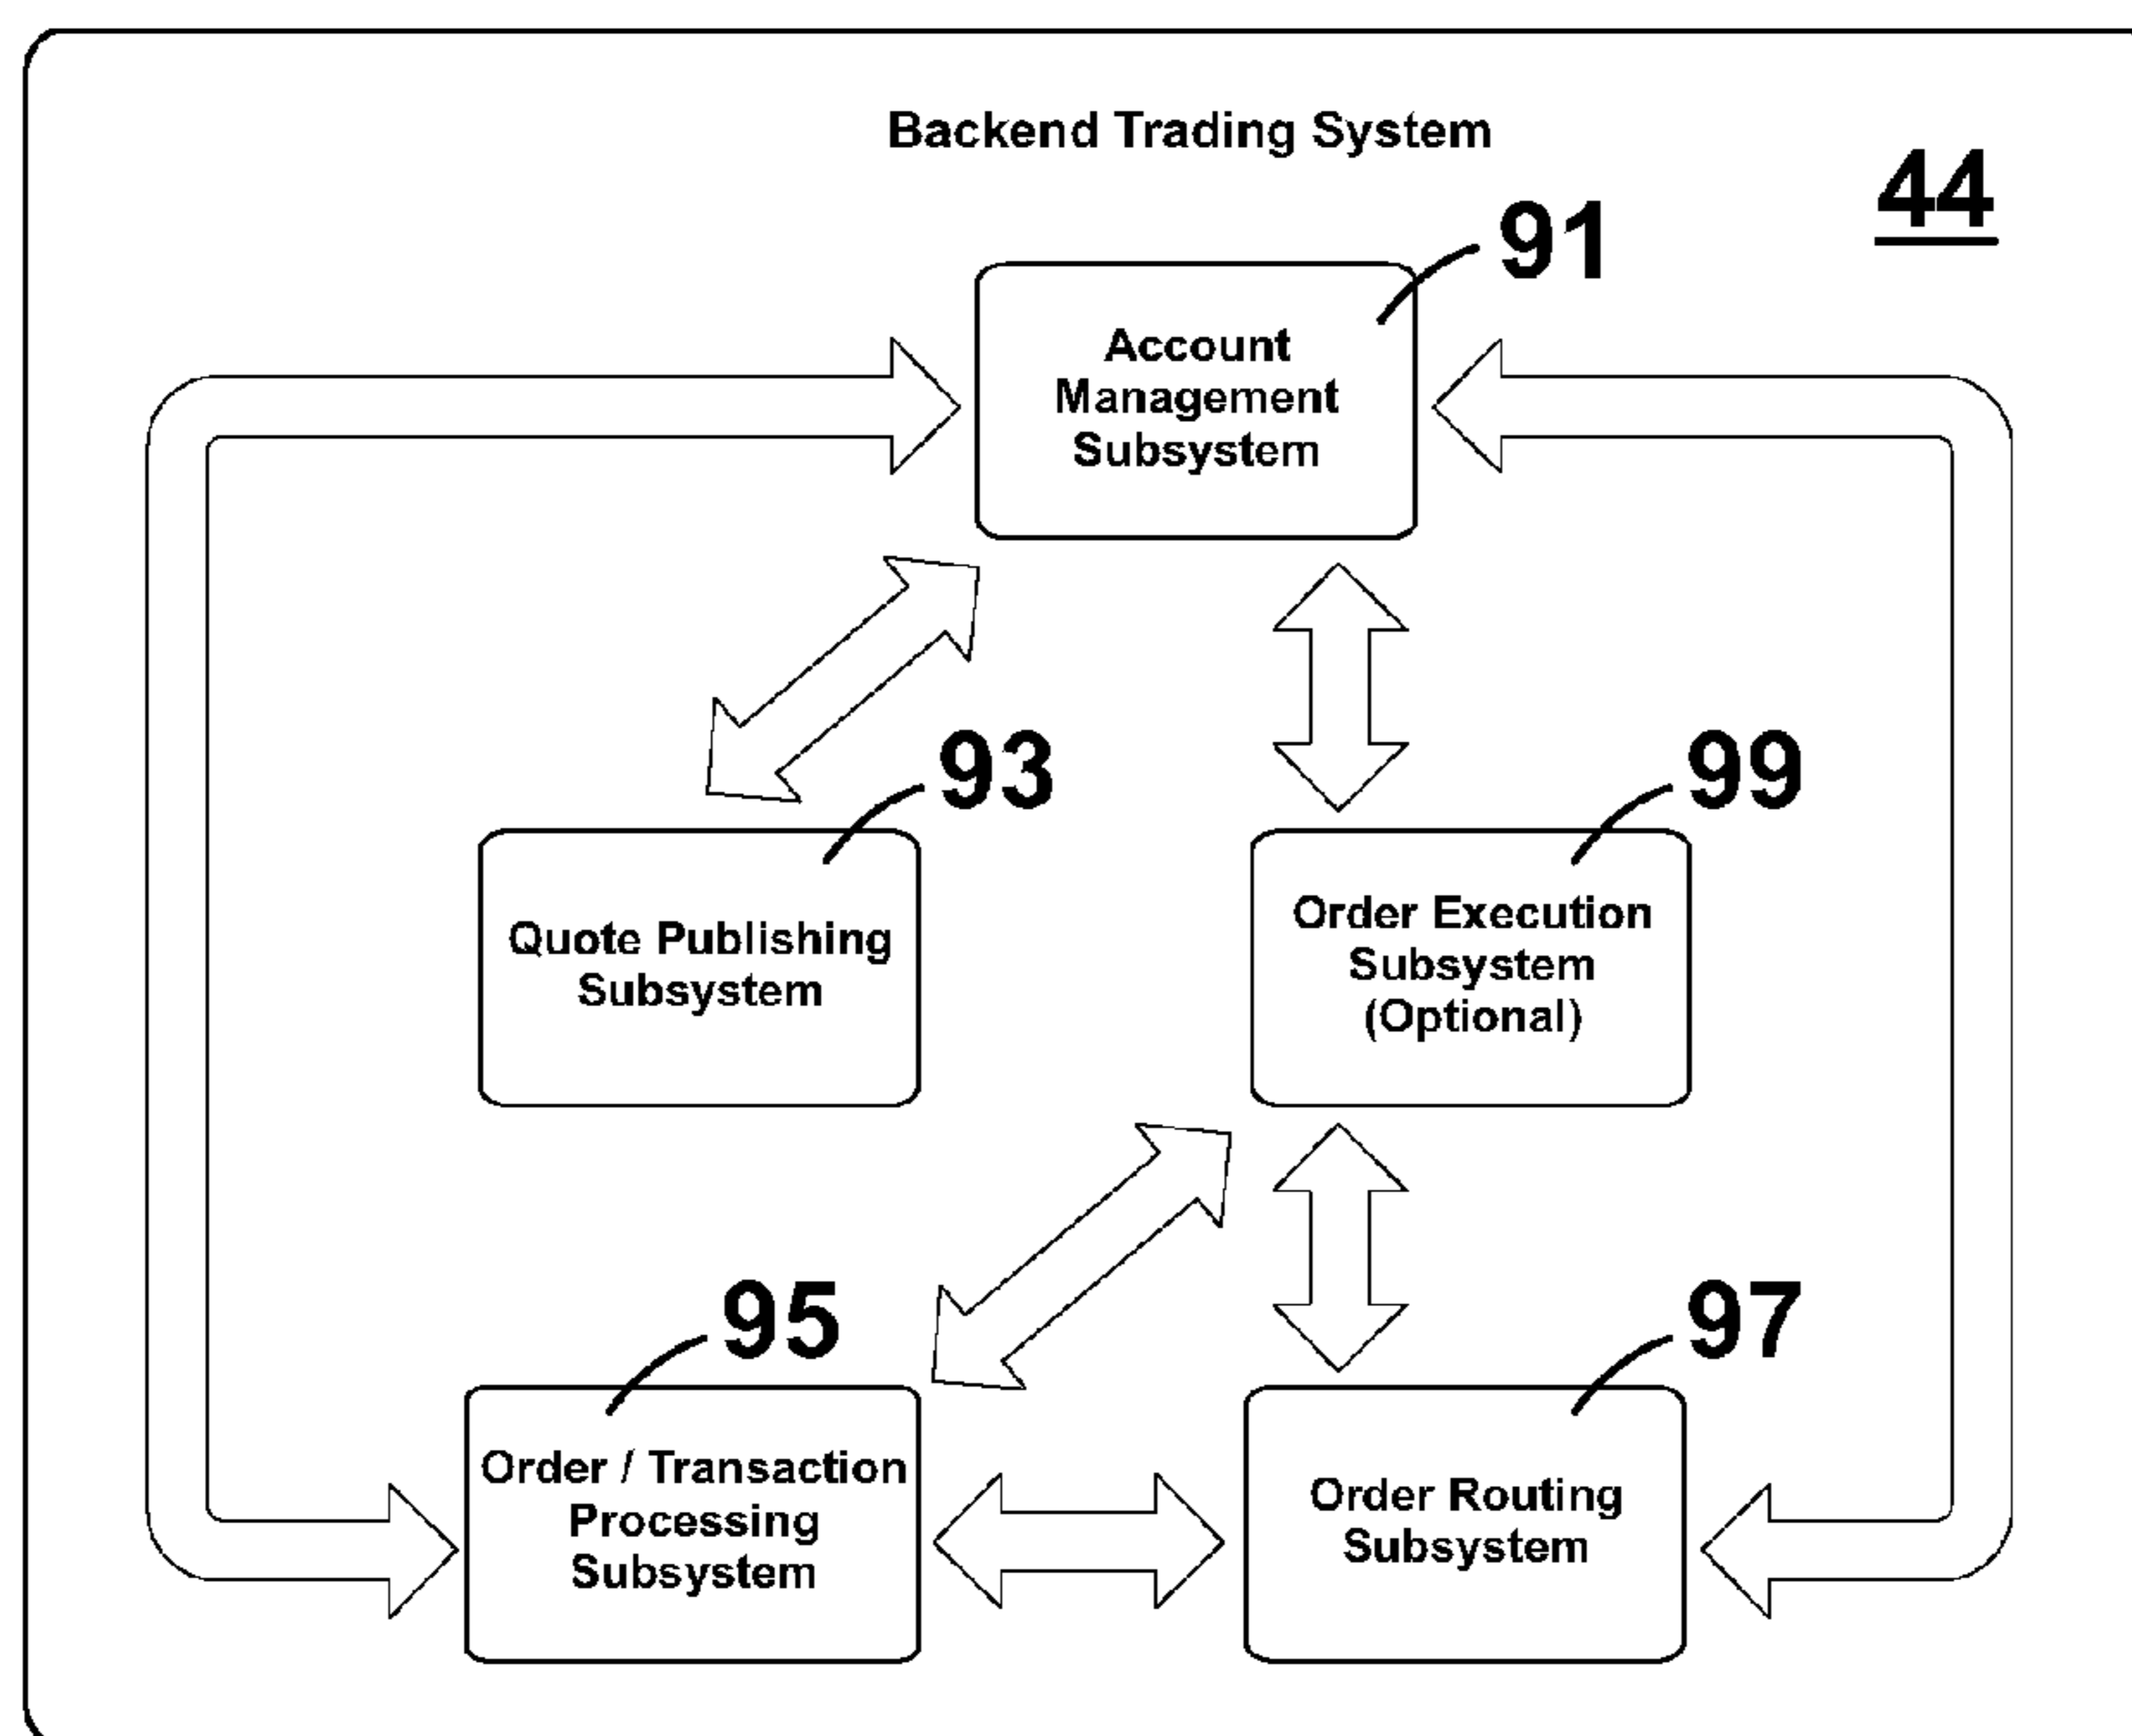 Backend Trading System
44
91
Account
Management
Subsystem
93
99
Quote Publishing
Subsystem
Order Execution
Subsystem
(Optional)
95
97
Order / Transaction
Processing
Subsystem
Order Routing
Subsystem